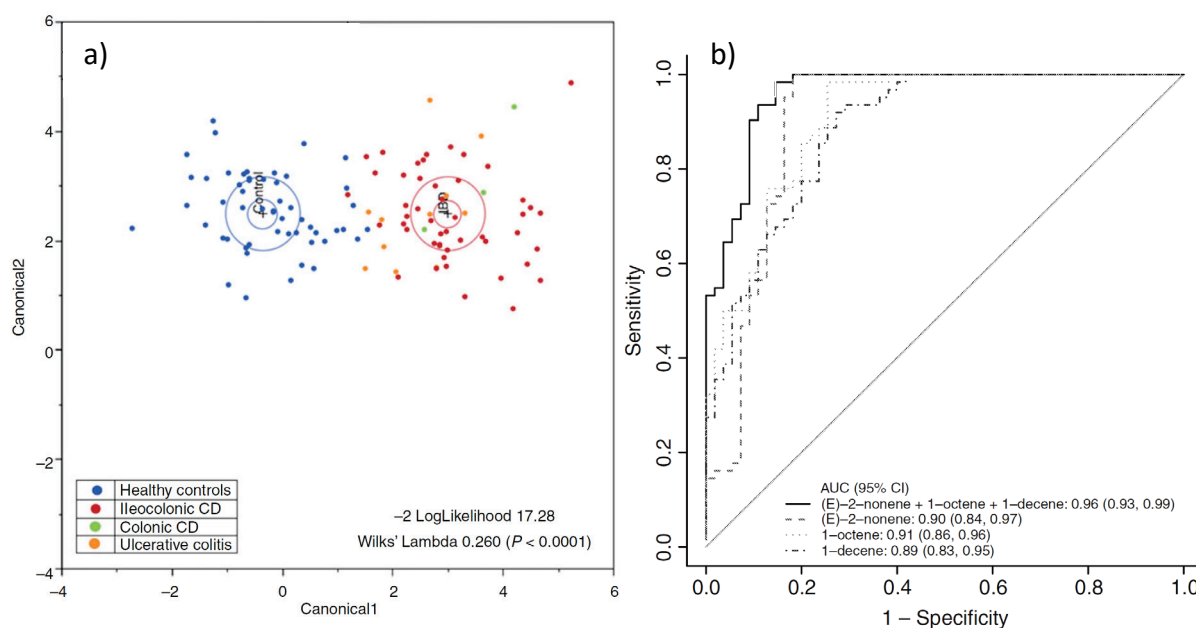 a)
Canonical2
6
4
2
0
−2
−4
Control
IBD
Healthy controls
Ileocolonic CD
Colonic CD
Ulcerative colitis
−2 LogLikelihood 17.28
Wilks' Lambda 0.260 (P < 0.0001)
−4 −2 0 2 4 6
Canonical1
b)
Sensitivity
1.0
0.8
0.6
0.4
0.2
0.0
AUC (95% CI)
(E)−2−nonene + 1−octene + 1−decene: 0.96 (0.93, 0.99)
(E)−2−nonene: 0.90 (0.84, 0.97)
1−octene: 0.91 (0.86, 0.96)
1−decene: 0.89 (0.83, 0.95)
0.0 0.2 0.4 0.6 0.8 1.0
1 − Specificity